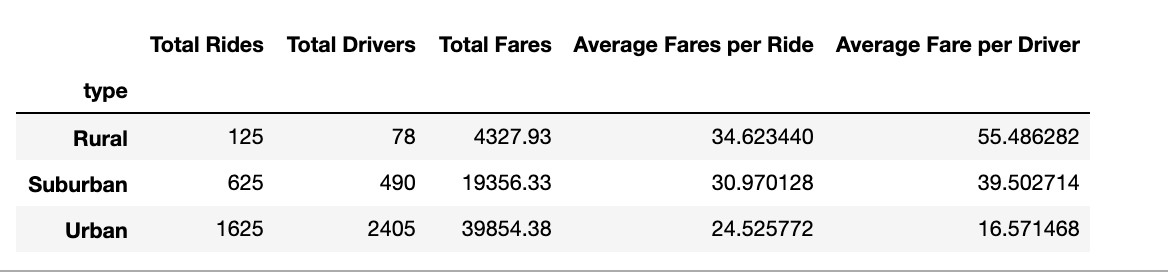 Total Rides Total Drivers Total Fares Average Fares per Ride Average Fare per Driver
type
Rural 125 78 4327.93 34.623440 55.486282
Suburban 625 490 19356.33 30.970128 39.502714
Urban 1625 2405 39854.38 24.525772 16.571468